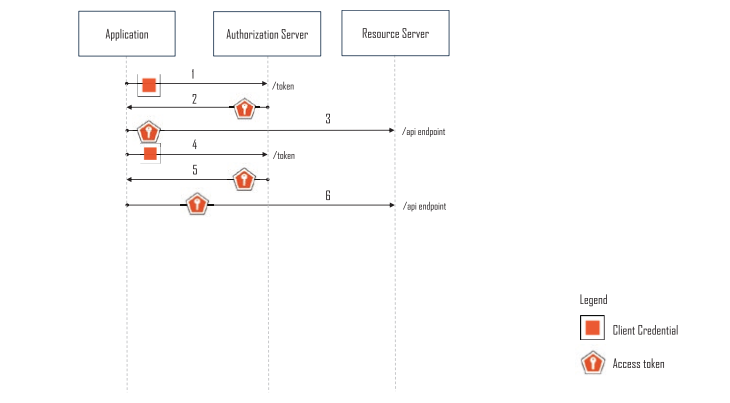 Application
Authorization Server
Resource Server
1
/token
2
3
/api endpoint
4
/token
5
6
/api endpoint
Legend
Client Credential
Access token